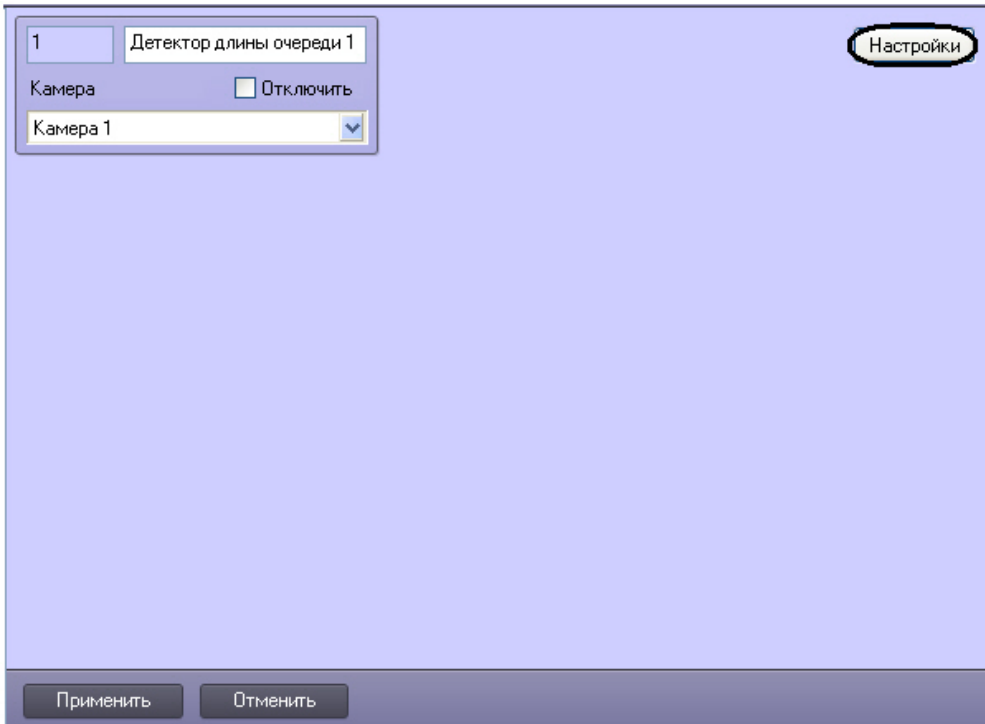 1 Детектор длины очереди 1 Настройки
Камера Отключить
Камера 1
Применить Отменить